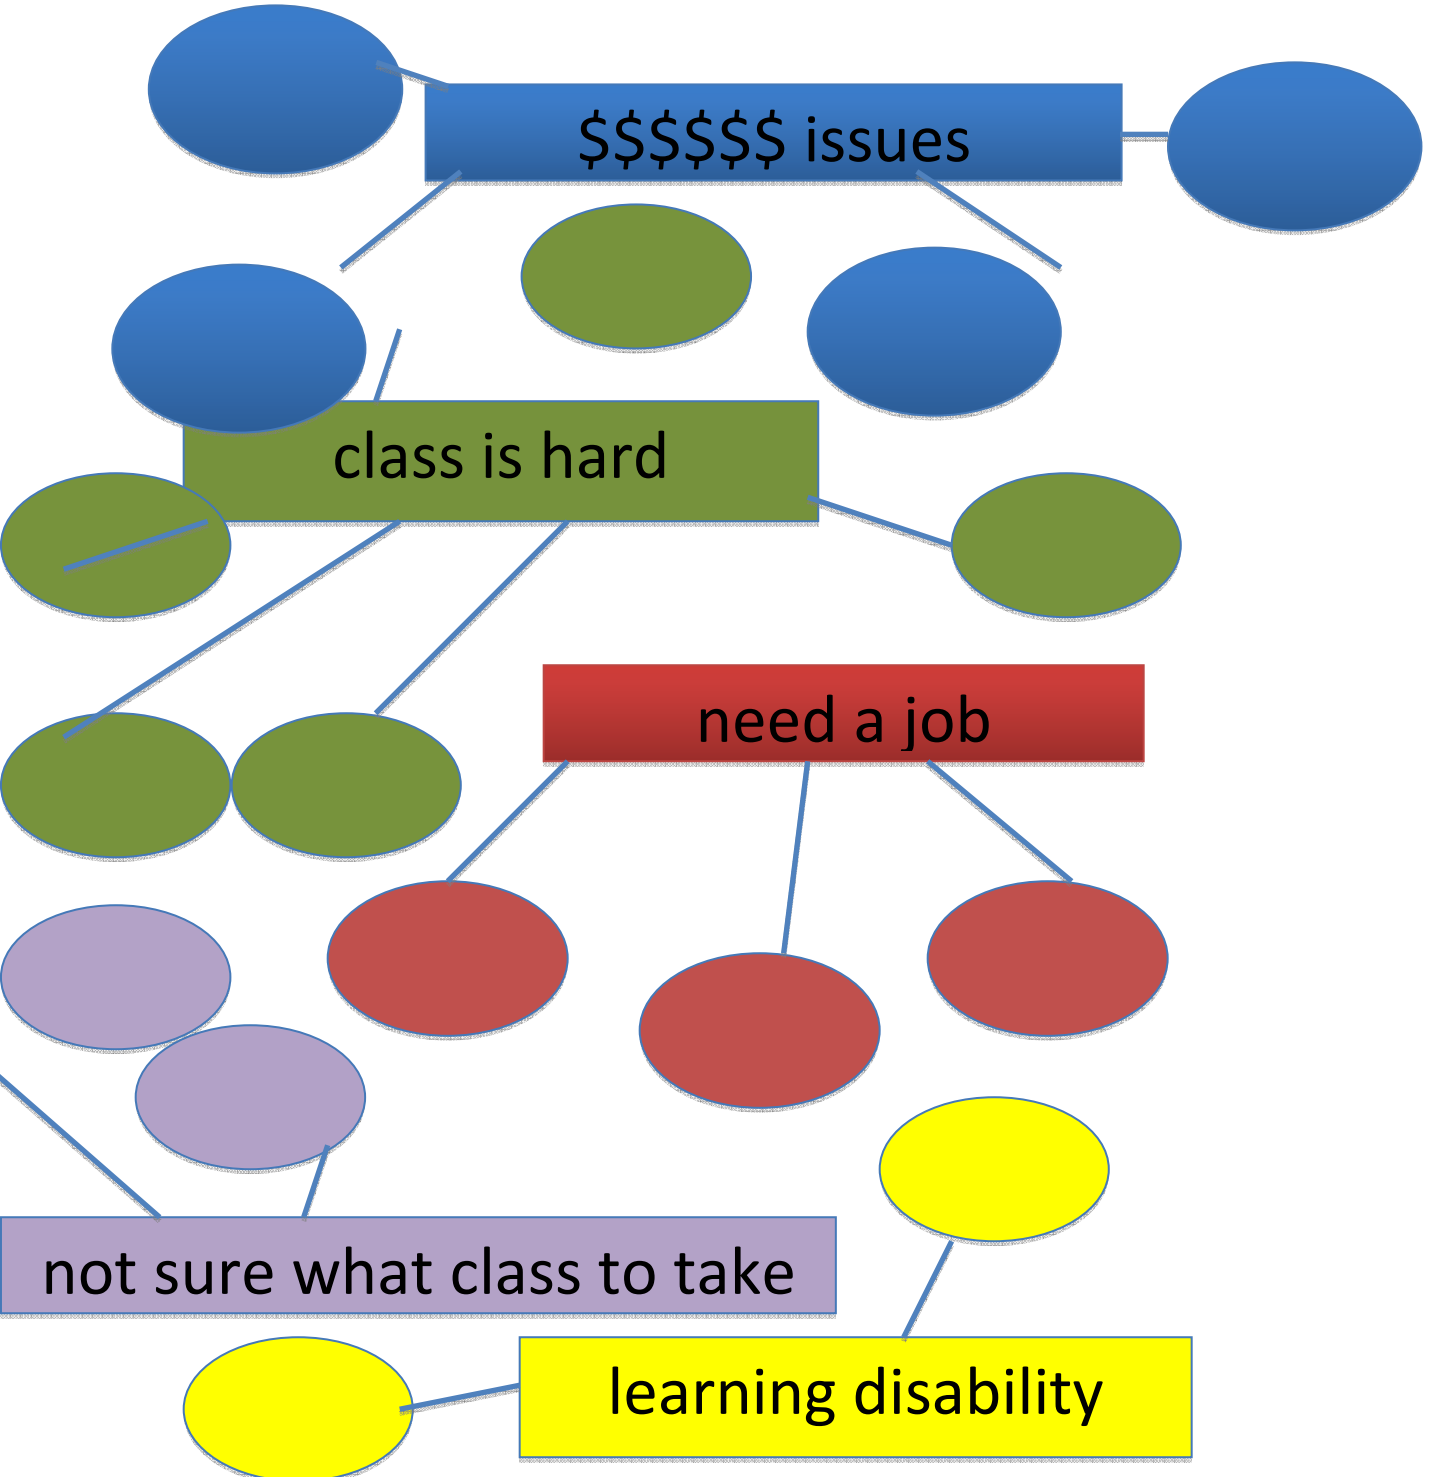 $$$$$$ issues
class is hard
need a job
not sure what class to take
learning disability